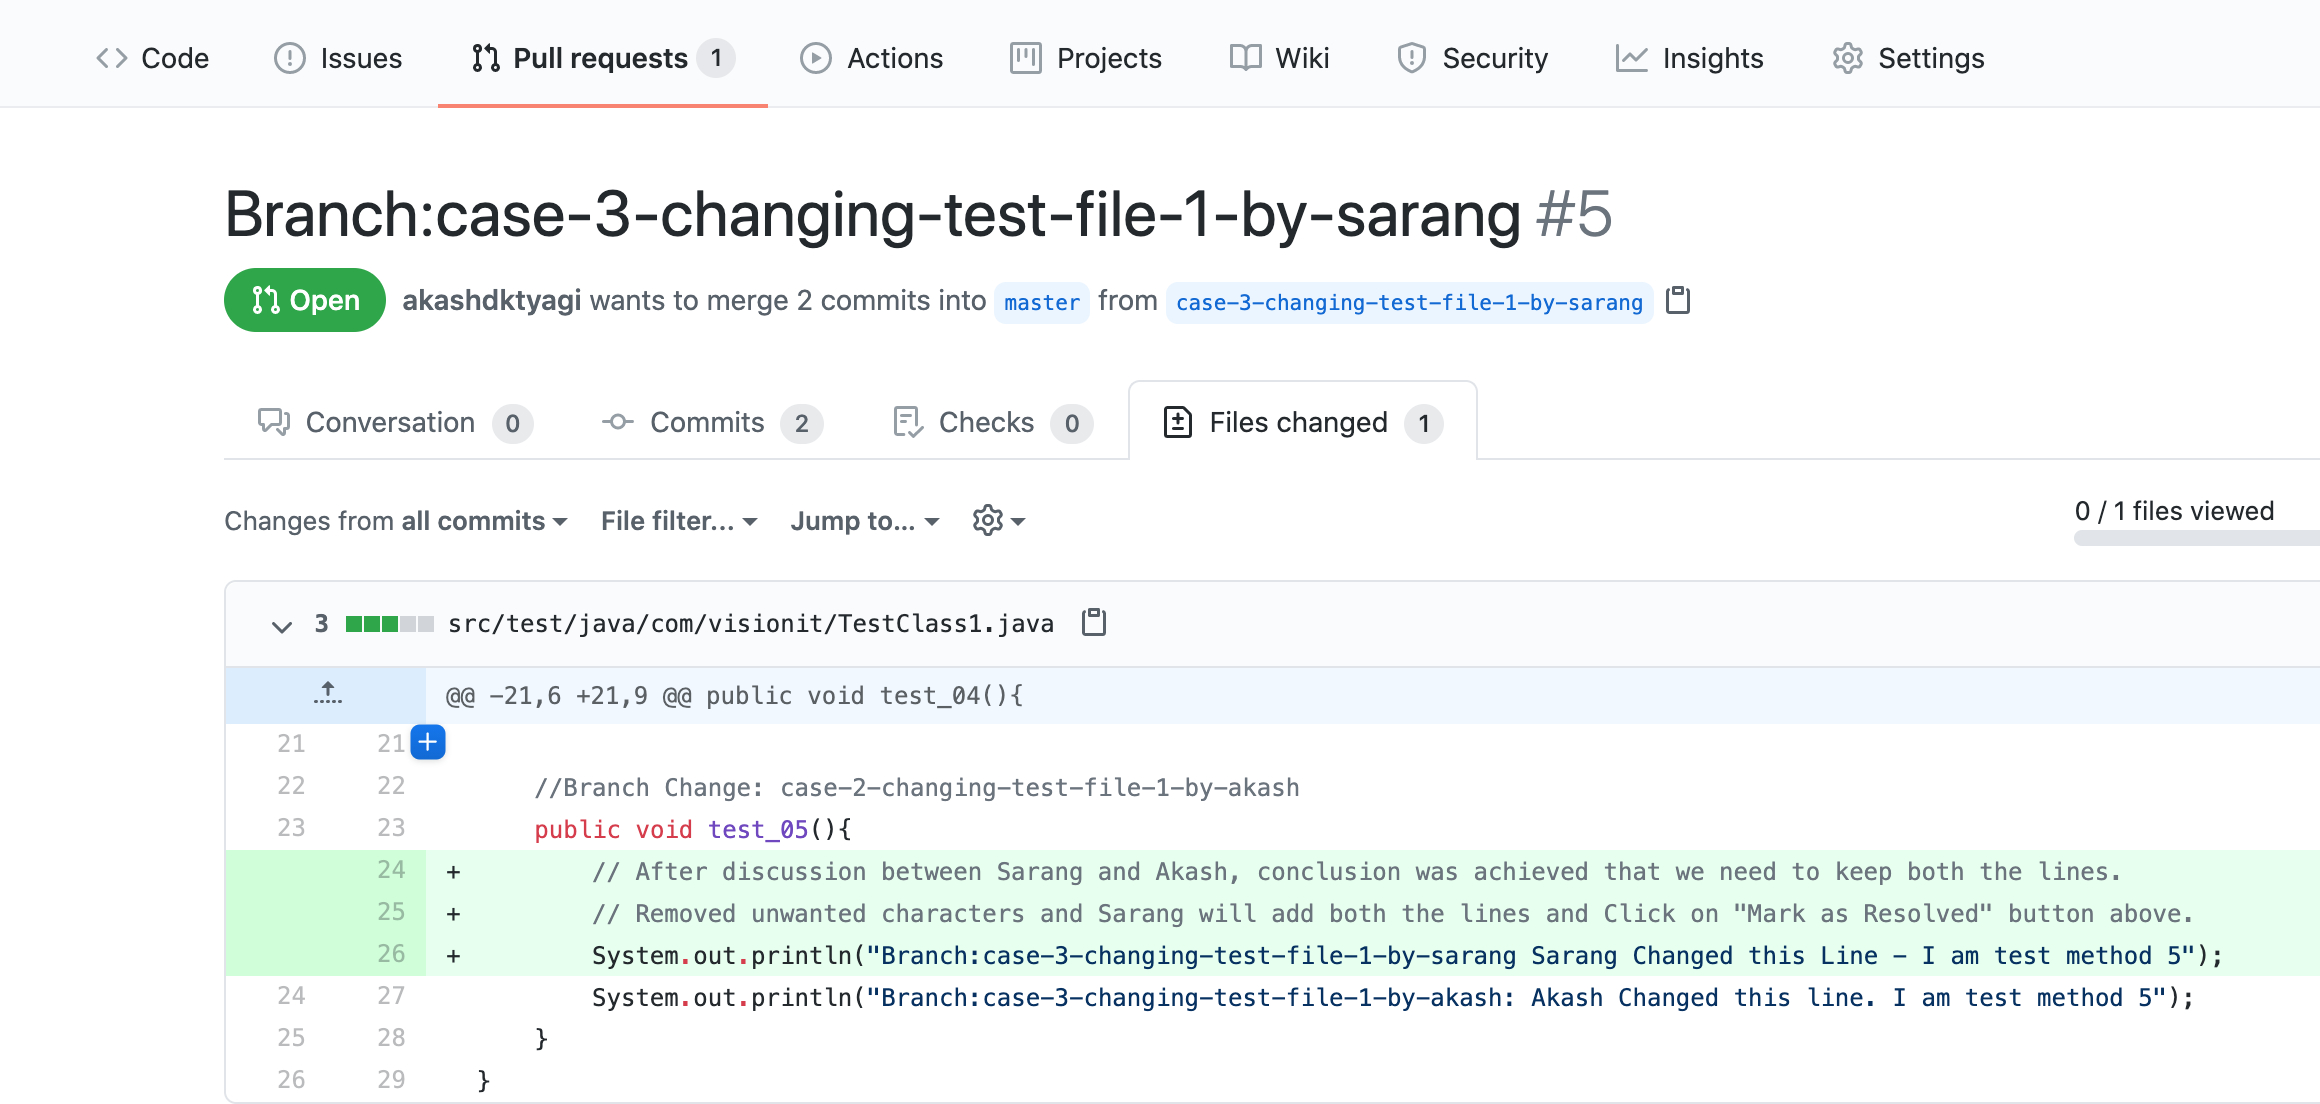 Code Issues Pull requests 1 Actions Projects Wiki Security Insights Settings
Branch:case-3-changing-test-file-1-by-sarang #5
Open akashdktyagi wants to merge 2 commits into master from case-3-changing-test-file-1-by-sarang
Conversation 0 Commits 2 Checks 0 Files changed 1
Changes from all commits File filter... Jump to...
0 / 1 files viewed
3 src/test/java/com/visionit/TestClass1.java
@@ -21,6 +21,9 @@ public void test_04(){
21 21 +
22 22 //Branch Change: case-2-changing-test-file-1-by-akash
23 23 public void test_05(){
24 + // After discussion between Sarang and Akash, conclusion was achieved that we need to keep both the lines.
25 + // Removed unwanted characters and Sarang will add both the lines and Click on "Mark as Resolved" button above.
26 + System.out.println("Branch:case-3-changing-test-file-1-by-sarang Sarang Changed this Line - I am test method 5");
24 27 System.out.println("Branch:case-3-changing-test-file-1-by-akash: Akash Changed this line. I am test method 5");
25 28 }
26 29 }